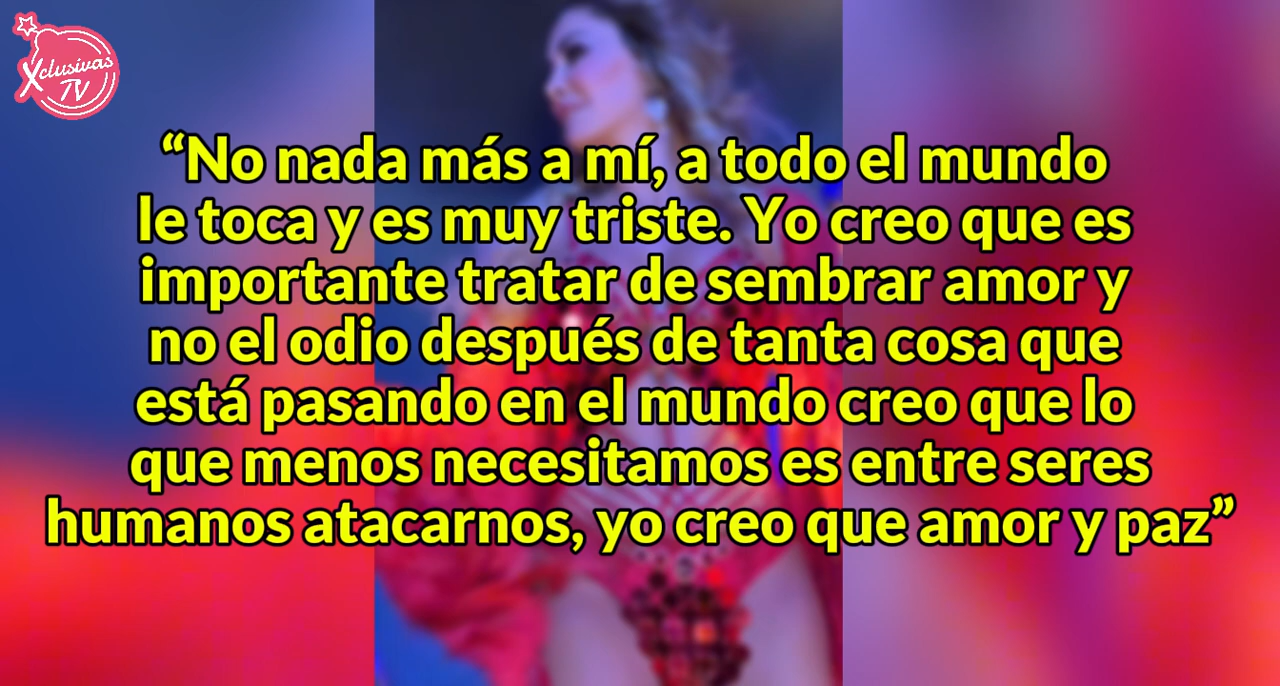 Xclusivas
TV
“No nada más a mí, a todo el mundo
le toca y es muy triste. Yo creo que es
importante tratar de sembrar amor y
no el odio después de tanta cosa que
está pasando en el mundo creo que lo
que menos necesitamos es entre seres
humanos atacarnos, yo creo que amor y paz”